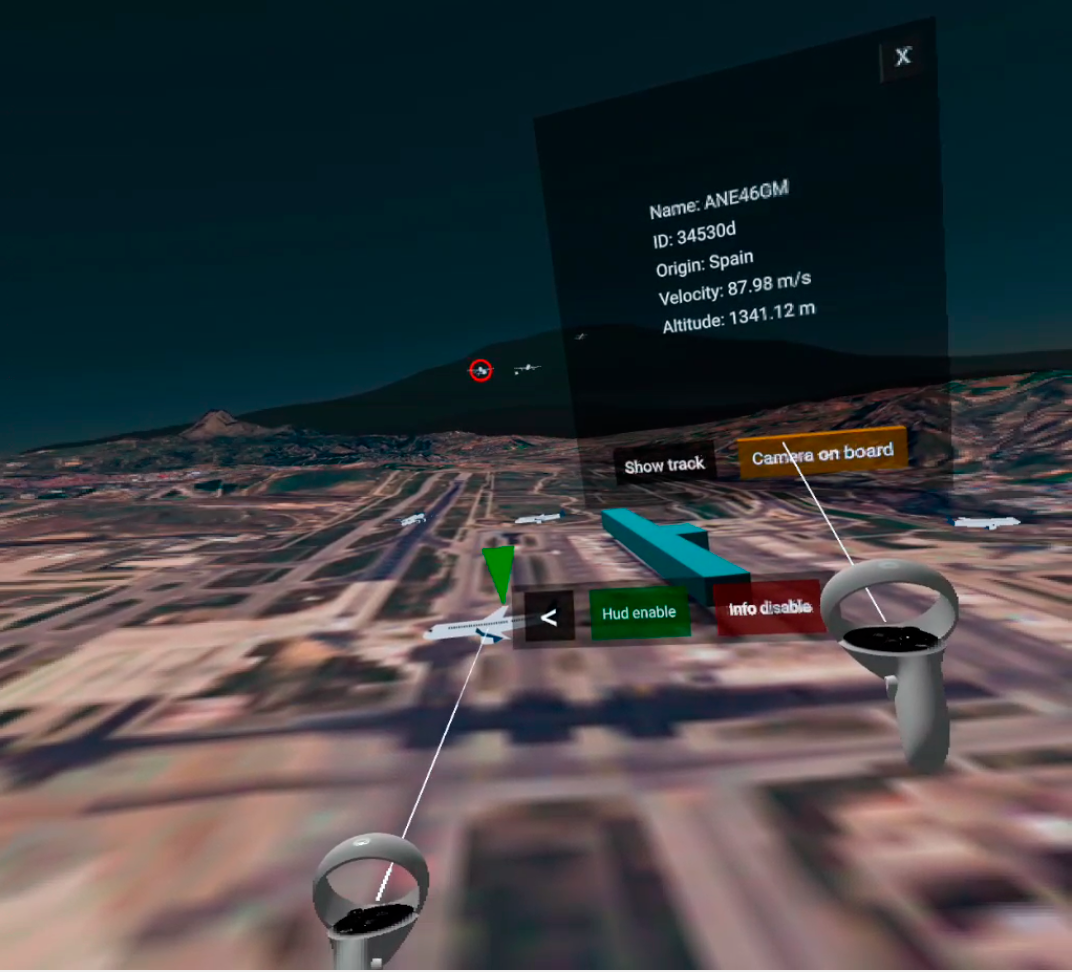 X
Name: ANE46GM
ID: 34530d
Origin: Spain
Velocity: 87.98 m/s
Altitude: 1341.12 m
Show track
Camera on board
<
Hud enable
Info disable